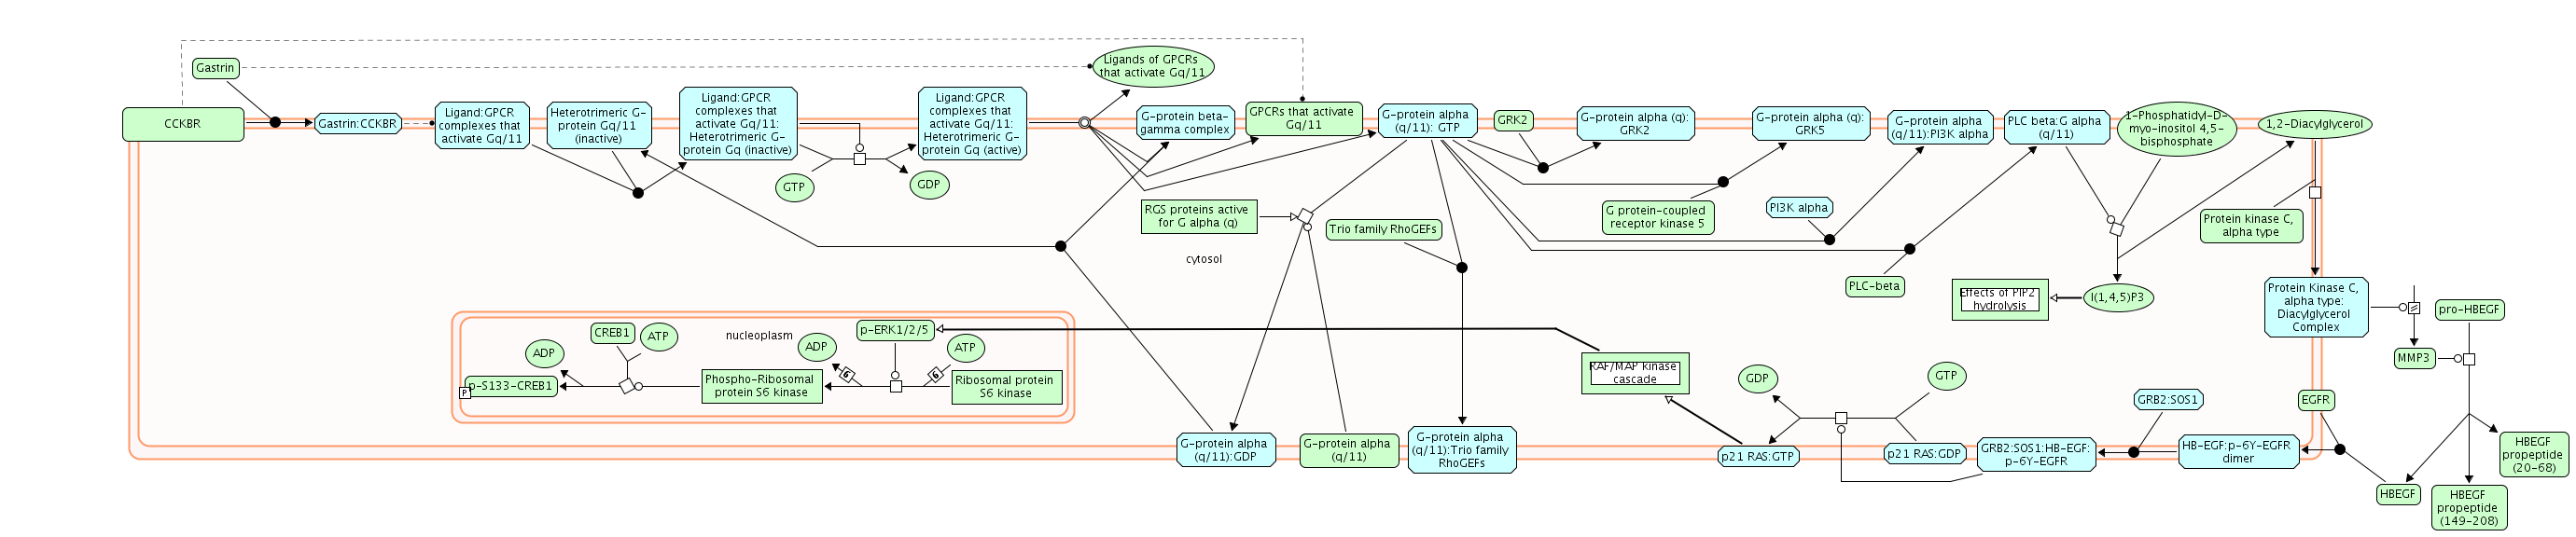 Gastrin
Ligands of GPCRs
that activate Gq/11
CCKBR
Gastrin:CCKBR
Ligand:GPCR
complexes that
activate Gq/11
Heterotrimeric G-
protein Gq/11
(inactive)
Ligand:GPCR
complexes that
activate Gq/11:
Heterotrimeric G-
protein Gq (inactive)
GTP
GDP
Ligand:GPCR
complexes that
activate Gq/11:
Heterotrimeric G-
protein Gq (active)
G-protein beta-
gamma complex
GPCRs that activate
Gq/11
G-protein alpha
(q/11): GTP
GRK2
G-protein alpha (q):
GRK2
G-protein alpha (q):
GRK5
G-protein alpha
(q/11):PI3K alpha
PLC beta:G alpha
(q/11)
1-Phosphatidyl-D-
myo-inositol 4,5-
bisphosphate
1,2-Diacylglycerol
RGS proteins active
for G alpha (q)
Trio family RhoGEFs
G protein-coupled
receptor kinase 5
PI3K alpha
Protein kinase C,
alpha type
cytosol
PLC-beta
Effects of PIP2
hydrolysis
I(1,4,5)P3
Protein Kinase C,
alpha type:
Diacylglycerol
Complex
pro-HBEGF
MMP3
CREB1
ATP
ADP
nucleoplasm
p-ERK1/2/5
ADP
ATP
6
6
p-S133-CREB1
P
Phospho-Ribosomal
protein S6 kinase
Ribosomal protein
S6 kinase
RAF/MAP kinase
cascade
GDP
GTP
GRB2:SOS1
EGFR
G-protein alpha
(q/11):GDP
G-protein alpha
(q/11)
G-protein alpha
(q/11):Trio family
RhoGEFs
p21 RAS:GTP
p21 RAS:GDP
GRB2:SOS1:HB-EGF:
p-6Y-EGFR
HB-EGF:p-6Y-EGFR
dimer
HBEGF
HBEGF
propeptide
(149-208)
HBEGF
propeptide
(20-68)